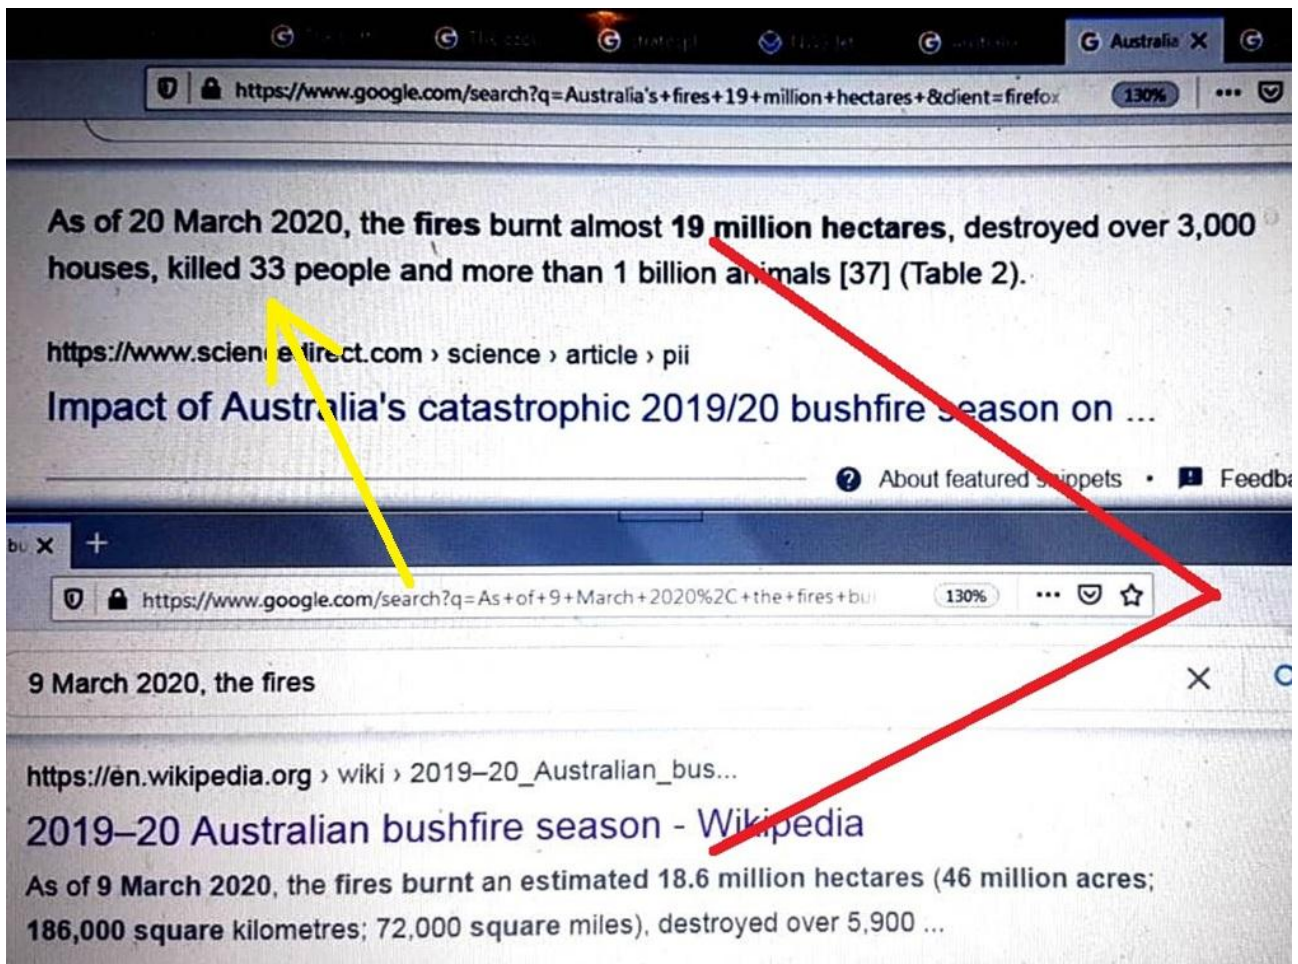 Australia
https://www.google.com/search?q=Australia's+fires+19+million+hectares+&client=firefox
130%
As of 20 March 2020, the fires burnt almost 19 million hectares, destroyed over 3,000
houses, killed 33 people and more than 1 billion animals [37] (Table 2).
https://www.sciencedirect.com › science › article › pii
Impact of Australia's catastrophic 2019/20 bushfire season on ...
About featured snippets • Feedba
bu
https://www.google.com/search?q=As+of+9+March+2020%2C+the+fires+bu
130%
9 March 2020, the fires
https://en.wikipedia.org › wiki › 2019–20_Australian_bus...
2019–20 Australian bushfire season - Wikipedia
As of 9 March 2020, the fires burnt an estimated 18.6 million hectares (46 million acres;
186,000 square kilometres; 72,000 square miles), destroyed over 5,900 ...